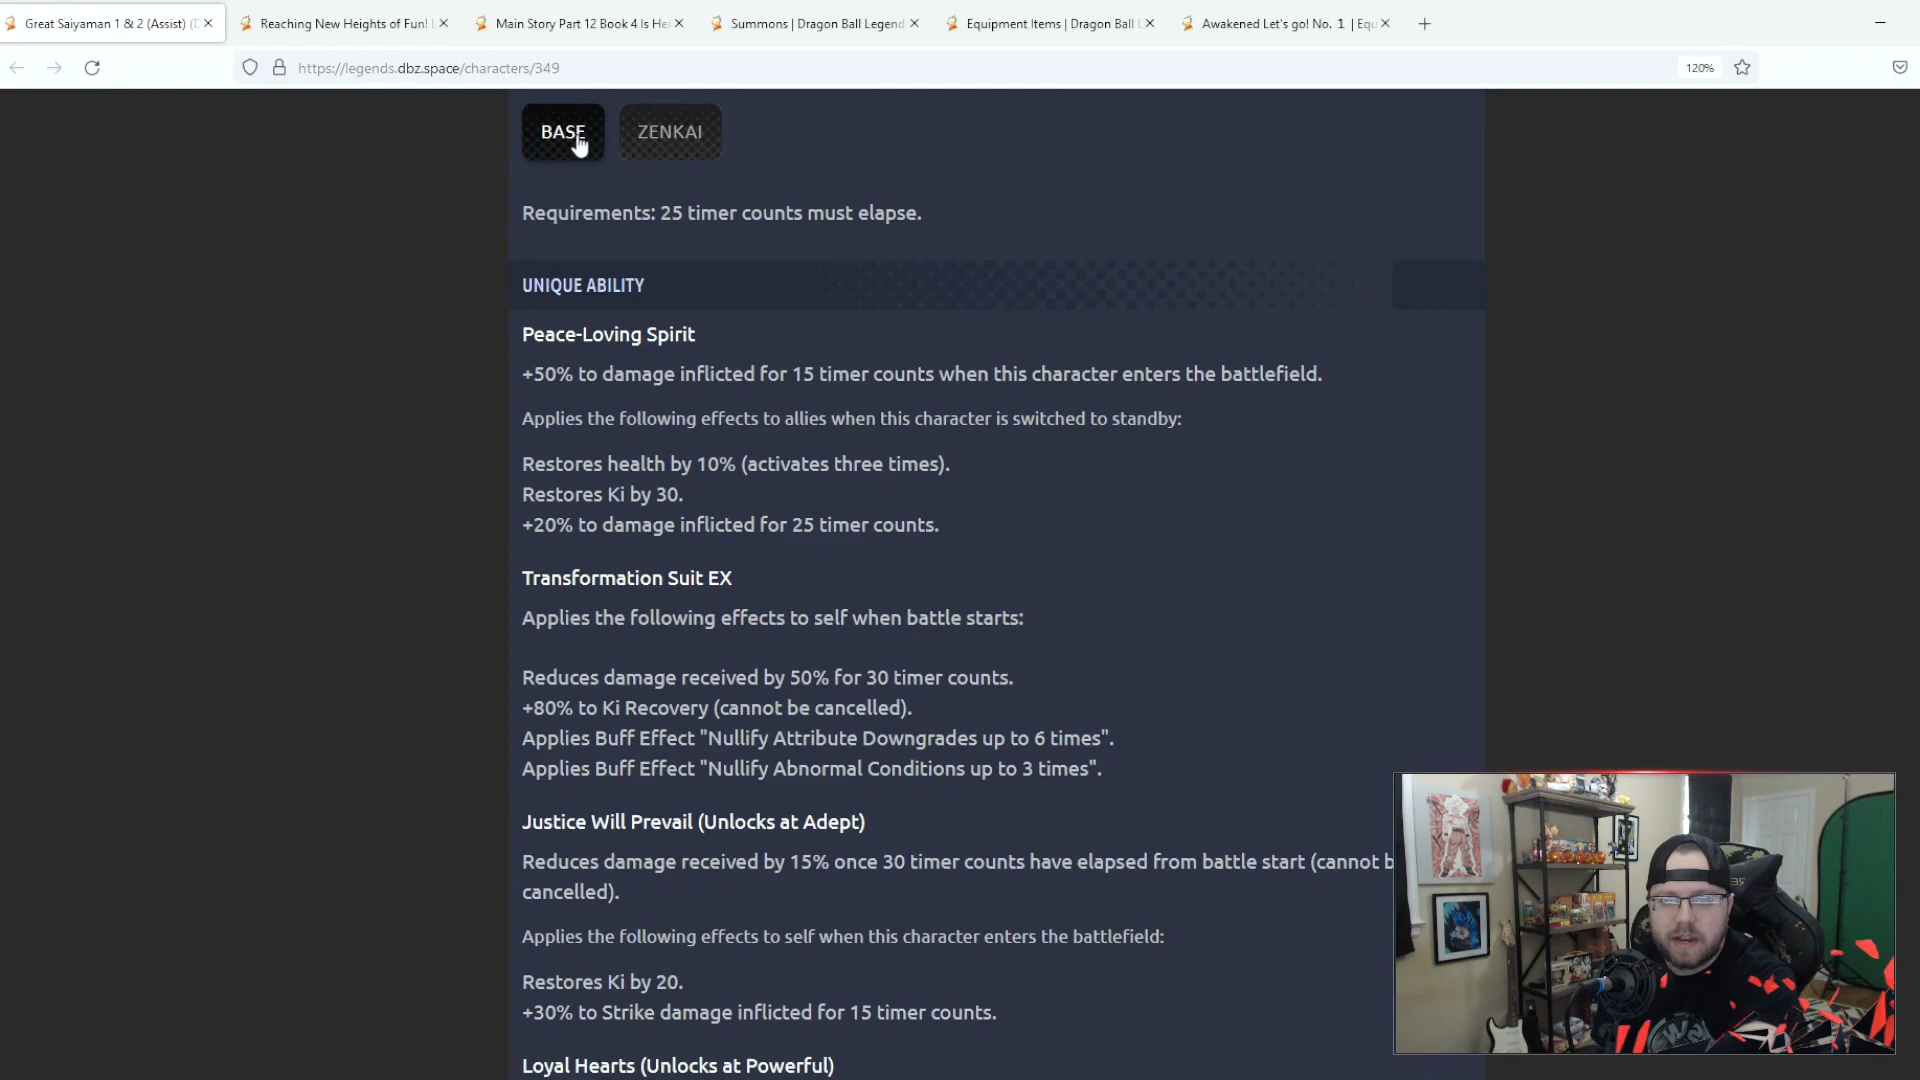 Great Saiyaman 1 & 2 (Assist) (D
Reaching New Heights of Fun! L
Main Story Part 12 Book 4 Is Her
Summons | Dragon Ball Legend
Equipment Items | Dragon Ball L
Awakened Let's go! No. 1 | Equ
https://legends.dbz.space/characters/349
120%
BASE
ZENKAI
Requirements: 25 timer counts must elapse.
UNIQUE ABILITY
Peace-Loving Spirit
+50% to damage inflicted for 15 timer counts when this character enters the battlefield.
Applies the following effects to allies when this character is switched to standby:
Restores health by 10% (activates three times).
Restores Ki by 30.
+20% to damage inflicted for 25 timer counts.
Transformation Suit EX
Applies the following effects to self when battle starts:
Reduces damage received by 50% for 30 timer counts.
+80% to Ki Recovery (cannot be cancelled).
Applies Buff Effect "Nullify Attribute Downgrades up to 6 times".
Applies Buff Effect "Nullify Abnormal Conditions up to 3 times".
Justice Will Prevail (Unlocks at Adept)
Reduces damage received by 15% once 30 timer counts have elapsed from battle start (cannot b
cancelled).
Applies the following effects to self when this character enters the battlefield:
Restores Ki by 20.
+30% to Strike damage inflicted for 15 timer counts.
Loyal Hearts (Unlocks at Powerful)